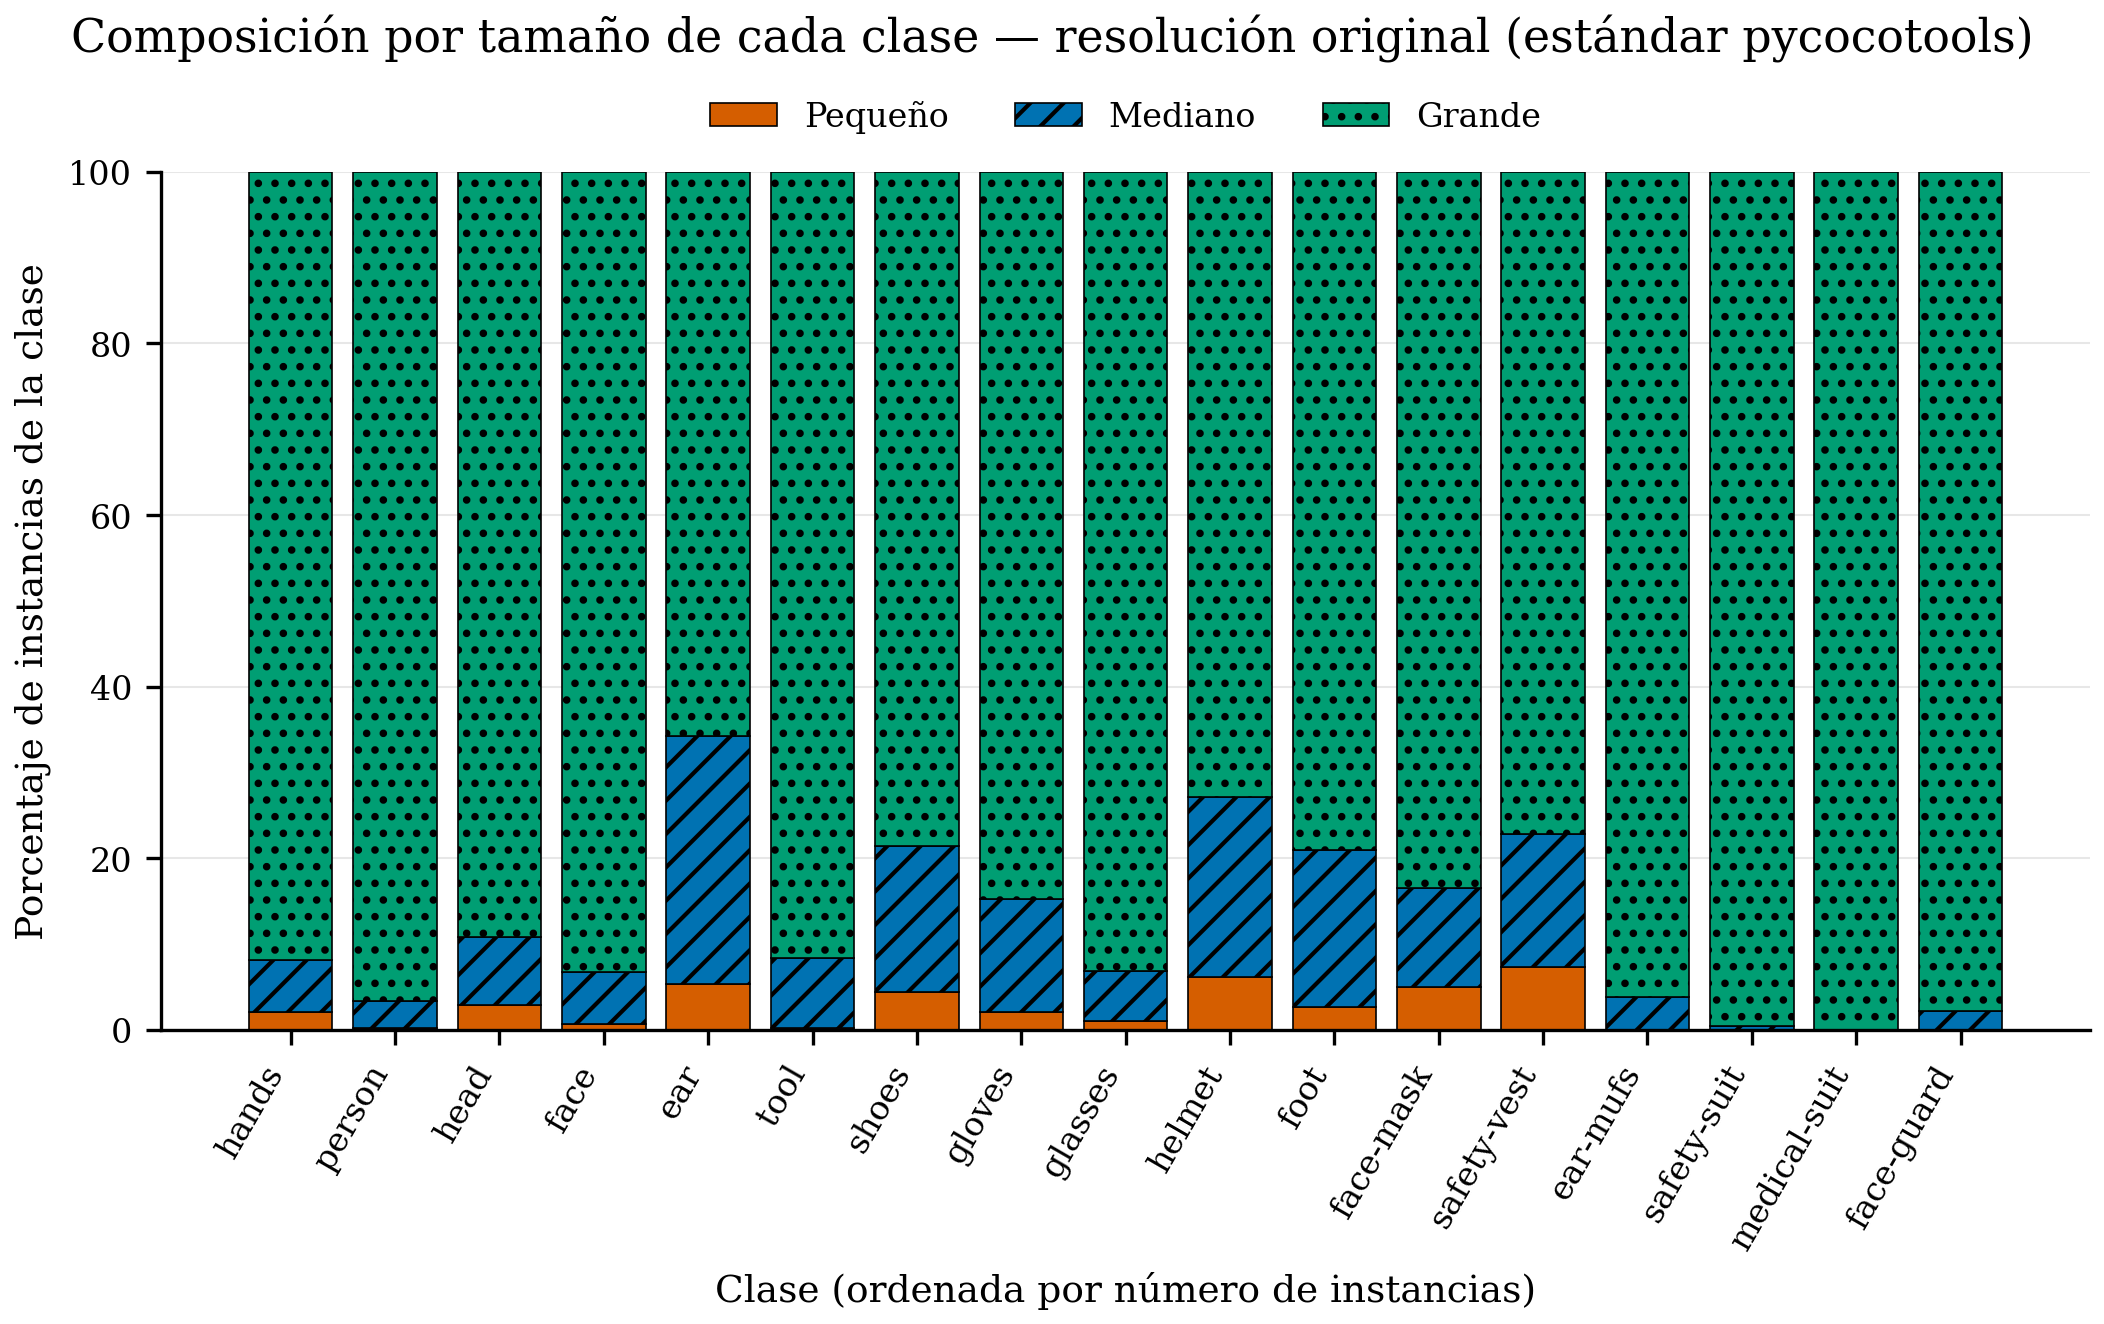 Composición por tamaño de cada clase — resolución original (estándar pycocotools)
Pequeño Mediano Grande
Porcentaje de instancias de la clase
100
80
60
40
20
0
hands person head face ear tool shoes gloves glasses helmet foot face-mask safety-vest ear-mufs safety-suit medical-suit face-guard
Clase (ordenada por número de instancias)